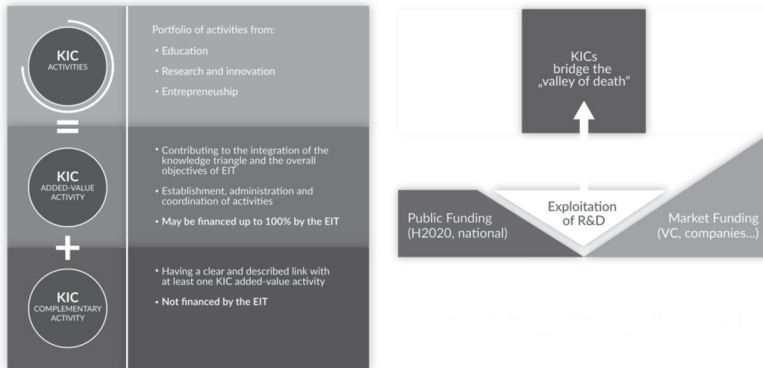 KIC
ACTIVITIES
Portfolio of activities from:
• Education
• Research and innovation
• Entrepreneurship
=
KIC
ADDED-VALUE
ACTIVITY
• Contributing to the integration of the
knowledge triangle and the overall
objectives of EIT
• Establishment, administration and
coordination of activities
• May be financed up to 100% by the EIT
+
KIC
COMPLEMENTARY
ACTIVITY
• Having a clear and described link with
at least one KIC added-value activity
• Not financed by the EIT
KICs
bridge the
„valley of death“
Public Funding
(H2020, national)
Exploitation
of R&D
Market Funding
(VC, companies...)